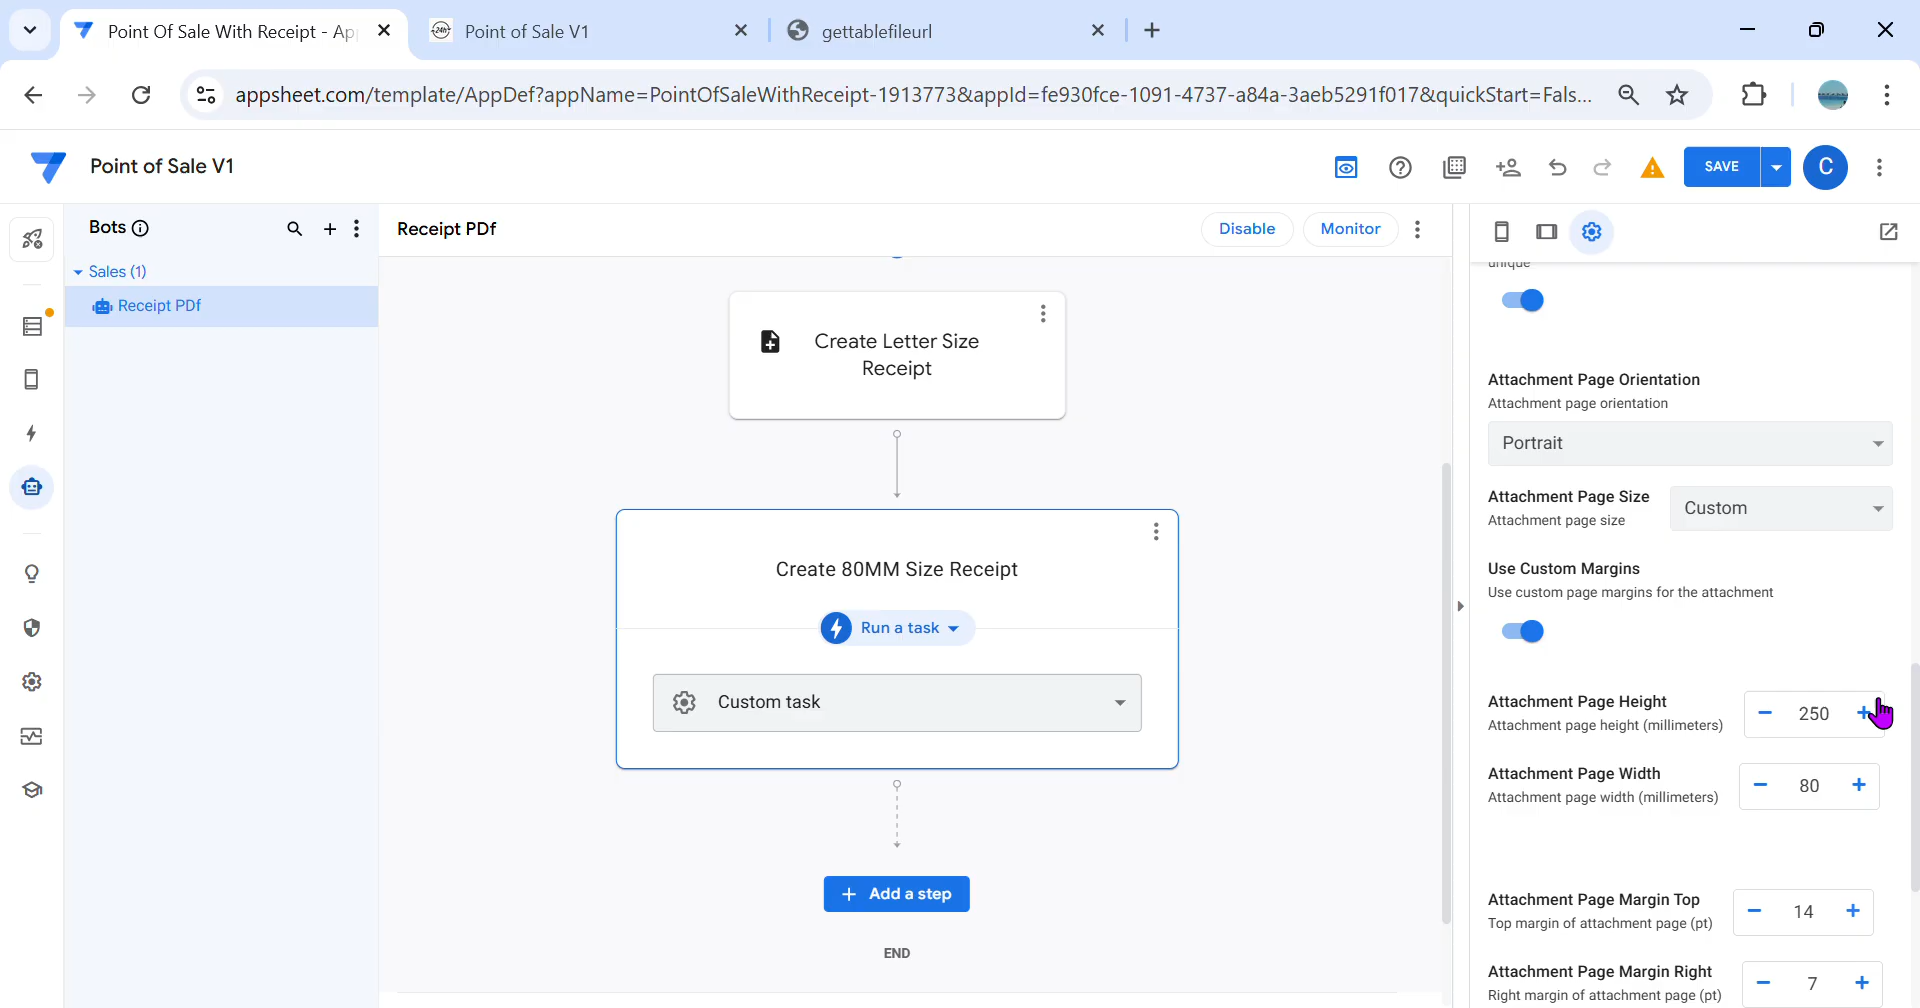 Point Of Sale With Receipt - Ap
Point of Sale V1
gettablefileurl
appsheet.com/template/AppDef?appName=PointOfSaleWithReceipt-1913773&appId=fe930fce-1091-4737-a84a-3aeb5291f017&quickStart=Fals...
Point of Sale V1
SAVE
C
Bots
Receipt PDf
Disable
Monitor
Sales (1)
Receipt PDf
unique
Create Letter Size
Receipt
Attachment Page Orientation
Attachment page orientation
Portrait
Attachment Page Size
Attachment page size
Custom
Create 80MM Size Receipt
Use Custom Margins
Use custom page margins for the attachment
Run a task
Custom task
Attachment Page Height
Attachment page height (millimeters)
250
Attachment Page Width
Attachment page width (millimeters)
80
Add a step
END
Attachment Page Margin Top
Top margin of attachment page (pt)
14
Attachment Page Margin Right
Right margin of attachment page (pt)
7